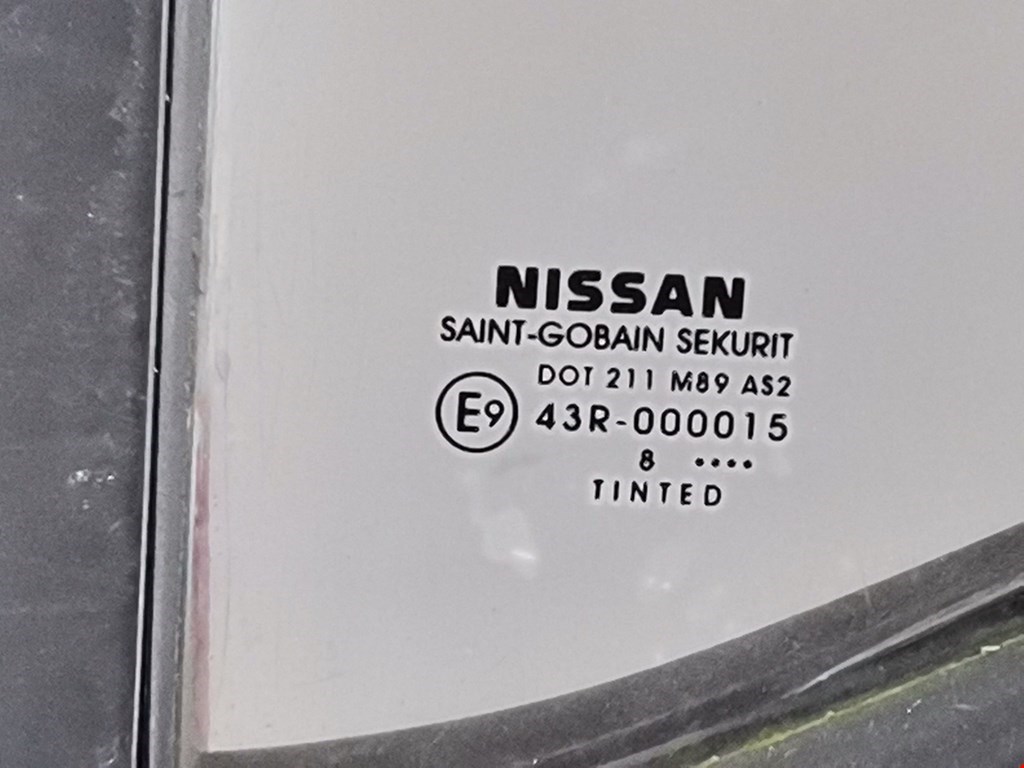 NISSAN
SAINT-GOBAIN SEKURIT
DOT 211 M89 AS2
E9 43R-000015
8 ....
TINTED